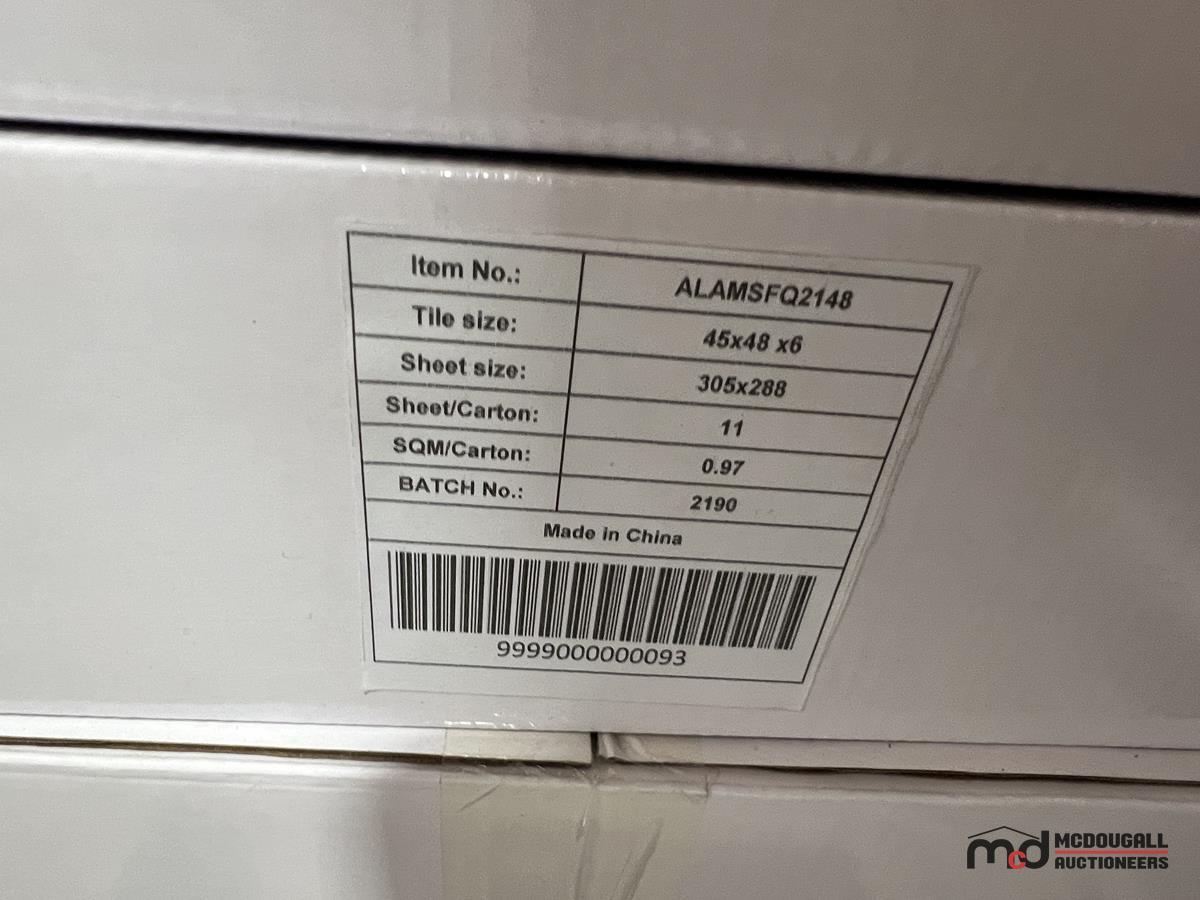 Item No.: ALAMSFQ2148
Tile size: 45x48 x6
Sheet size: 305x288
Sheet/Carton: 11
SQM/Carton: 0.97
BATCH No.: 2190
Made in China
9999000000093
mcd MCDOUGALL
AUCTIONEERS